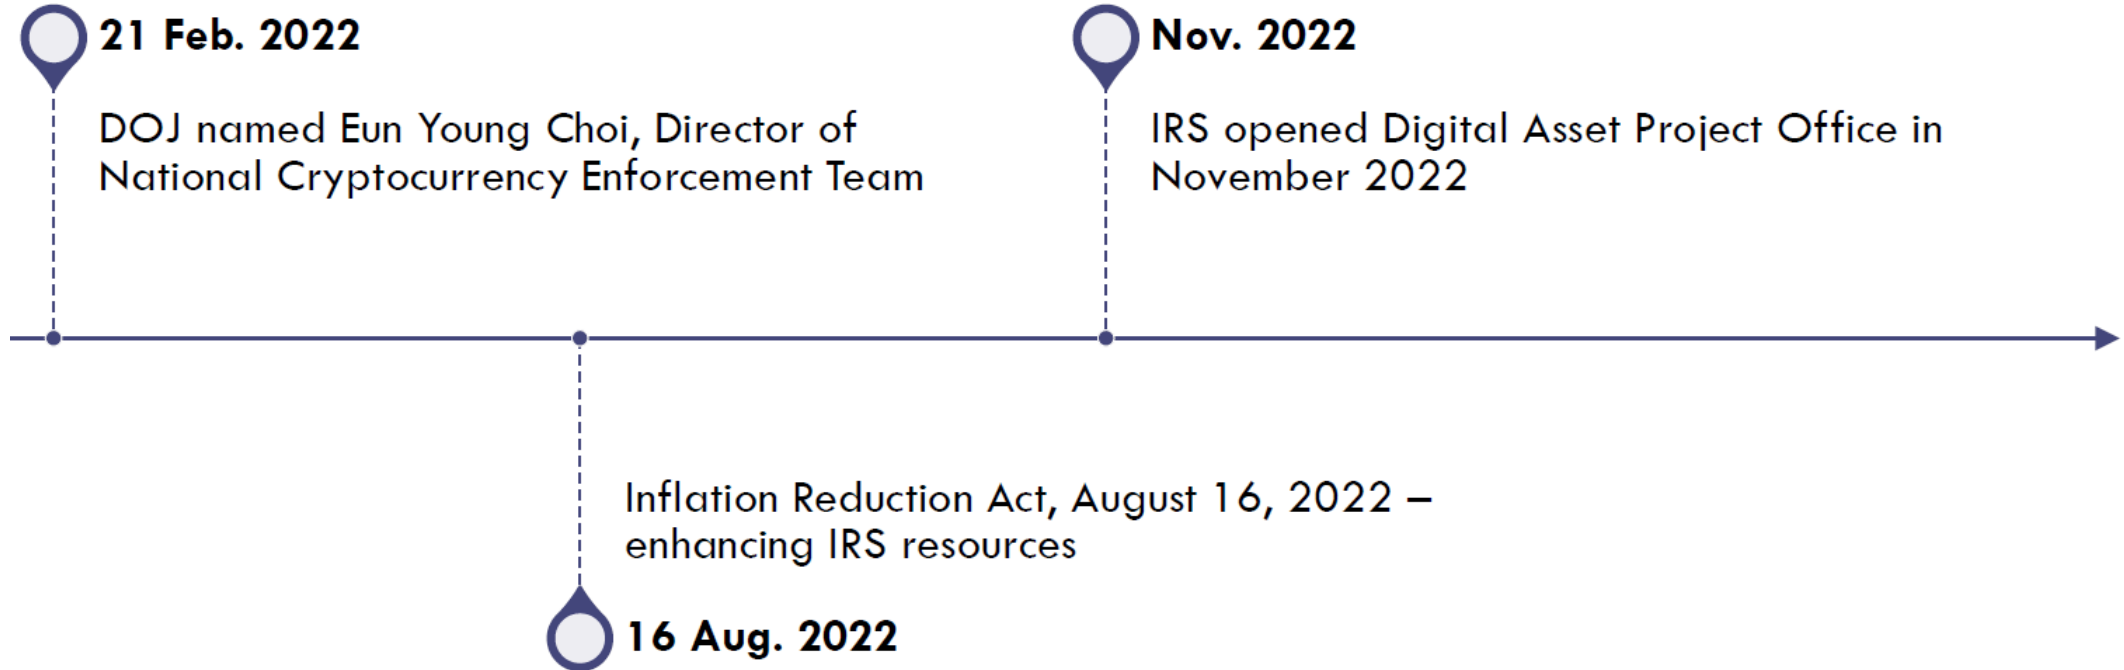 21 Feb. 2022
DOJ named Eun Young Choi, Director of
National Cryptocurrency Enforcement Team
Nov. 2022
IRS opened Digital Asset Project Office in
November 2022
Inflation Reduction Act, August 16, 2022 –
enhancing IRS resources
16 Aug. 2022